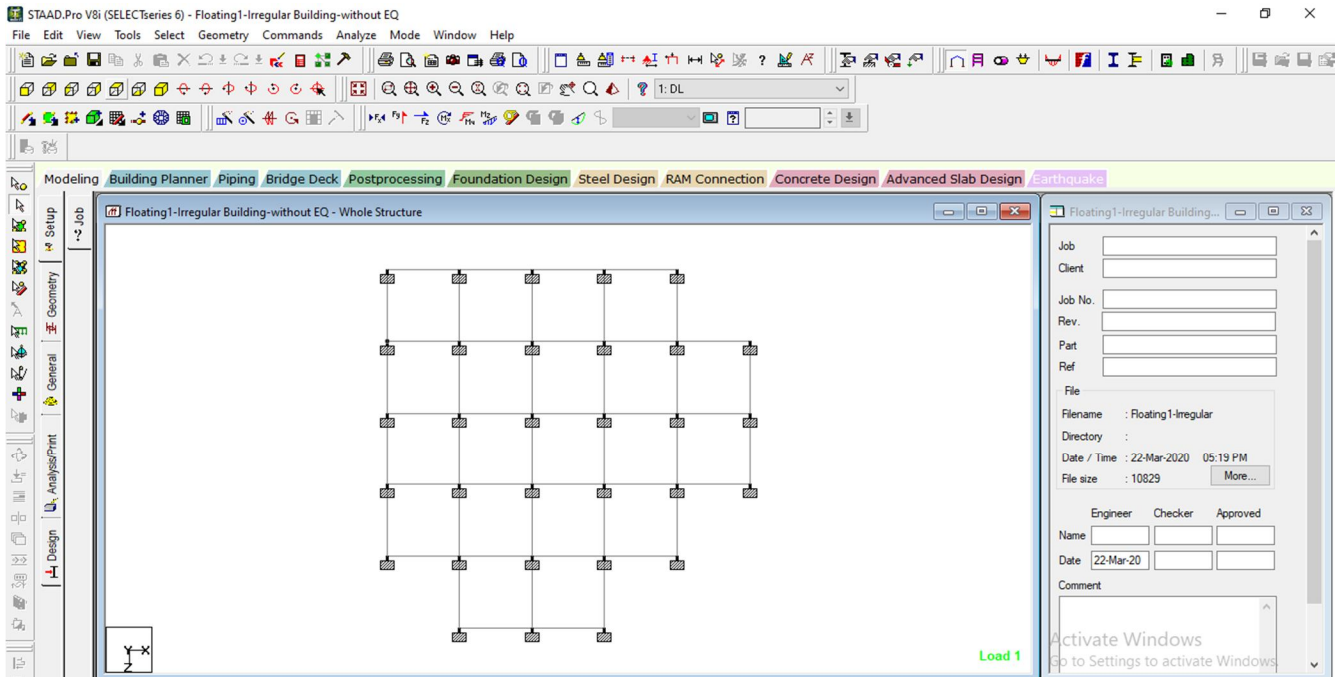 STAAD.Pro V8i (SELECTseries 6) - Floating1-Irregular Building-without EQ
File Edit View Tools Select Geometry Commands Analyze Mode Window Help
1: DL
Modeling Building Planner Piping Bridge Deck Postprocessing Foundation Design Steel Design RAM Connection Concrete Design Advanced Slab Design Earthquake
Setup
Geometry
General
Analysis/Print
Design
Job
Floating1-Irregular Building-without EQ - Whole Structure
Y X
Z
Load 1
Floating1-Irregular Building...
Job
Client
Job No.
Rev.
Part
Ref
File
Filename : Floating1-Irregular
Directory :
Date / Time : 22-Mar-2020 05:19 PM
File size : 10829 More...
Engineer Checker Approved
Name
Date 22-Mar-20
Comment
Activate Windows
Go to Settings to activate Windows.